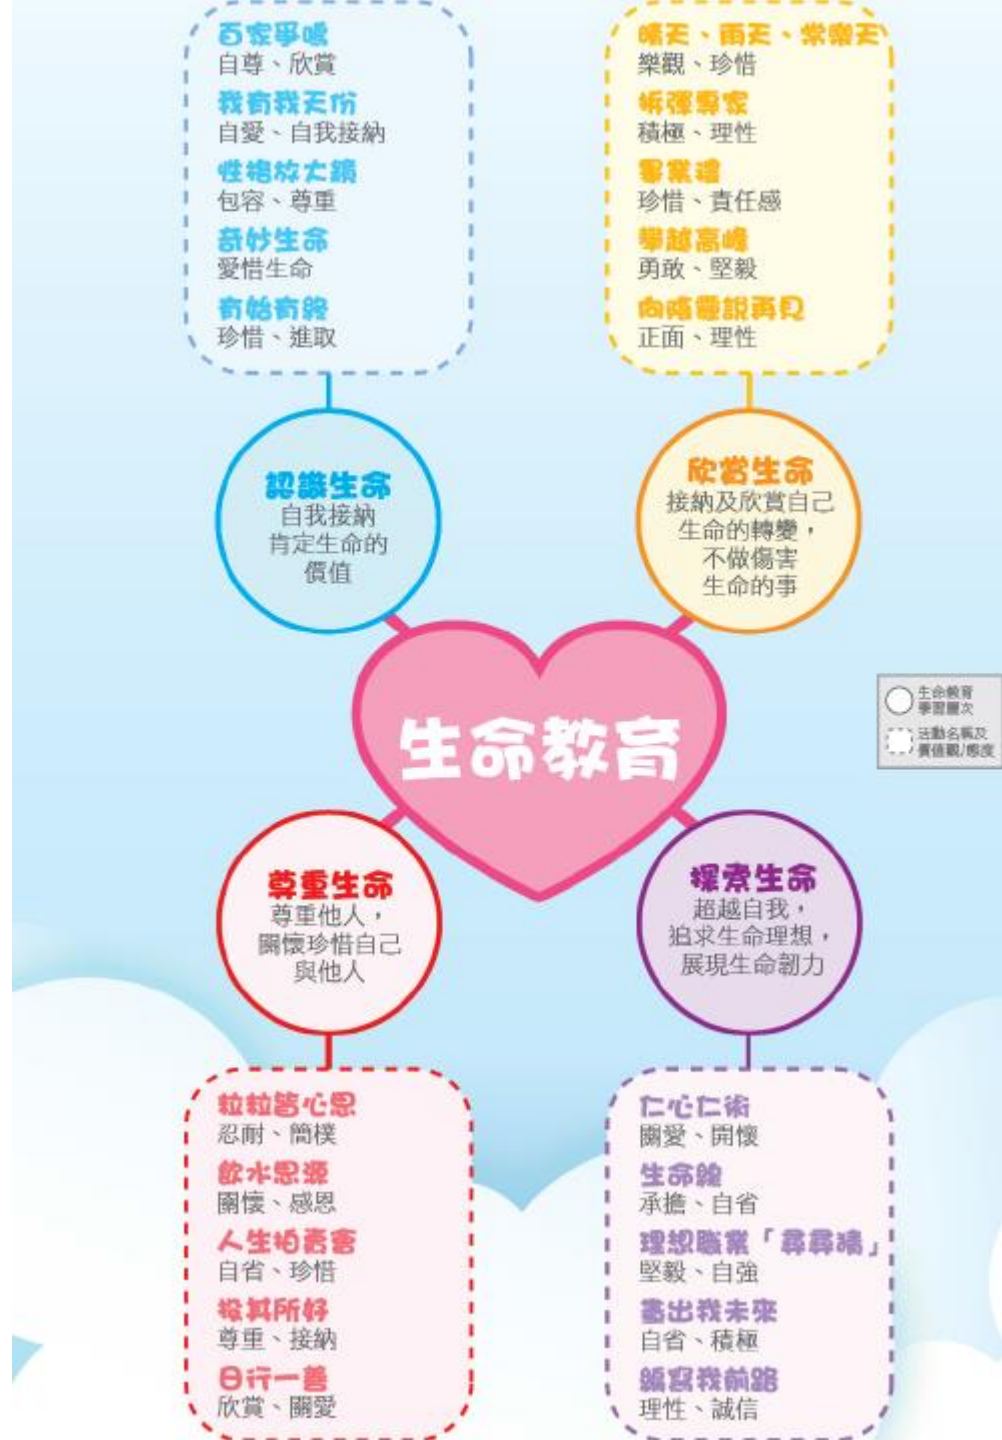 百家爭鳴
自尊、欣賞
我有我天份
自愛、自我接納
性格放大鏡
包容、尊重
奇妙生命
愛惜生命
有始有終
珍惜、進取
晴天、雨天、常樂天
樂觀、珍惜
拆彈專家
積極、理性
畢業禮
珍惜、責任感
攀越高峰
勇敢、堅毅
向陋靈說再見
正面、理性
認識生命
自我接納
肯定生命的
價值
欣賞生命
接納及欣賞自己
生命的轉變，
不做傷害
生命的事
生命教育
生命教育
學習層次
活動名稱及
價值觀/態度
尊重生命
尊重他人，
關懷珍惜自己
與他人
探索生命
超越自我，
追求生命理想，
展現生命韌力
粒粒皆心思
忍耐、簡樸
飲水思源
關懷、感恩
人生拍賣會
自省、珍惜
投其所好
尊重、接納
日行一善
欣賞、關愛
仁心仁術
關愛、開懷
生命線
承擔、自省
理想職業「尋尋猜」
堅毅、自強
畫出我未來
自省、積極
編寫我前路
理性、誠信